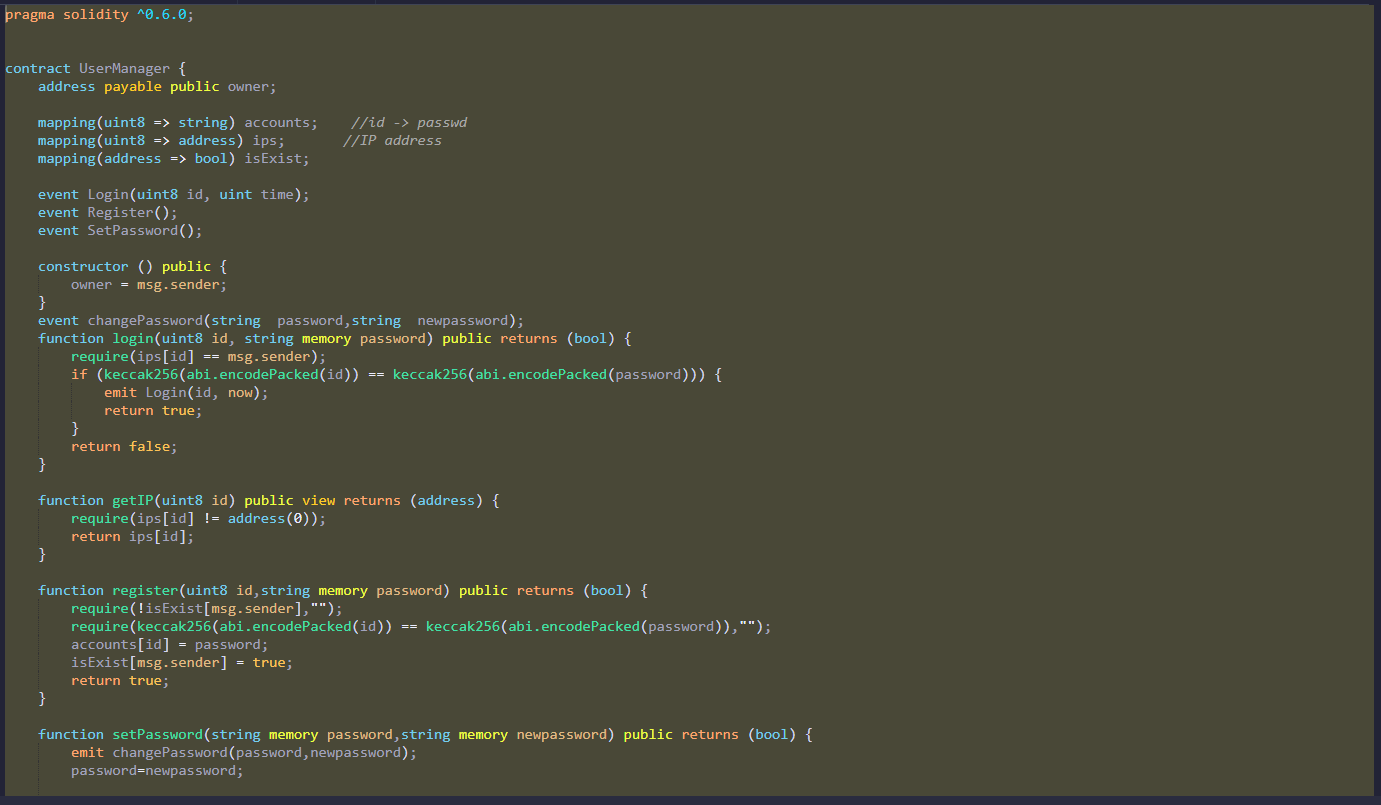 pragma solidity ^0.6.0;
contract UserManager {
address payable public owner;
mapping(uint8 => string) accounts;    //id -> passwd
mapping(uint8 => address) ips;       //IP address
mapping(address => bool) isExist;
event Login(uint8 id, uint time);
event Register();
event SetPassword();
constructor () public {
owner = msg.sender;
}
event changePassword(string  password,string  newpassword);
function login(uint8 id, string memory password) public returns (bool) {
require(ips[id] == msg.sender);
if (keccak256(abi.encodePacked(id)) == keccak256(abi.encodePacked(password))) {
emit Login(id, now);
return true;
}
return false;
}
function getIP(uint8 id) public view returns (address) {
require(ips[id] != address(0));
return ips[id];
}
function register(uint8 id,string memory password) public returns (bool) {
require(!isExist[msg.sender],"");
require(keccak256(abi.encodePacked(id)) == keccak256(abi.encodePacked(password)),"");
accounts[id] = password;
isExist[msg.sender] = true;
return true;
}
function setPassword(string memory password,string memory newpassword) public returns (bool) {
emit changePassword(password,newpassword);
password=newpassword;